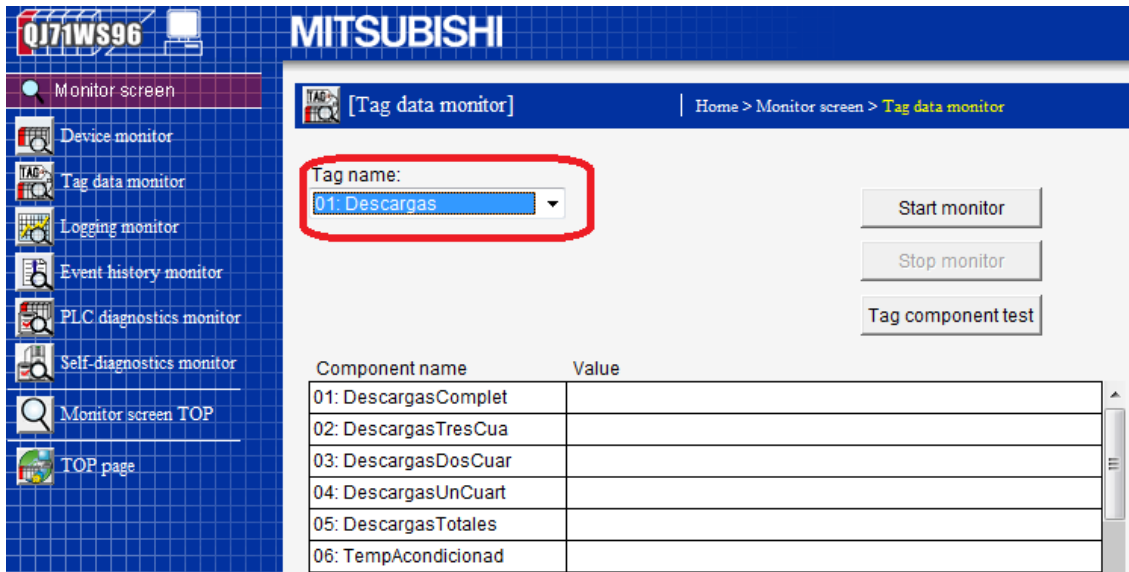 QJ71WS96
MITSUBISHI
Monitor screen
Device monitor
TAG
Tag data monitor
Logging monitor
Event history monitor
PLC diagnostics monitor
Self-diagnostics monitor
Monitor screen TOP
TOP page
TAG
[Tag data monitor]
Home > Monitor screen > Tag data monitor
Tag name:
01: Descargas
Start monitor
Stop monitor
Tag component test
Component name Value
01: DescargasComplet
02: DescargasTresCua
03: DescargasDosCuar
04: DescargasUnCuart
05: DescargasTotales
06: TempAcondicionad